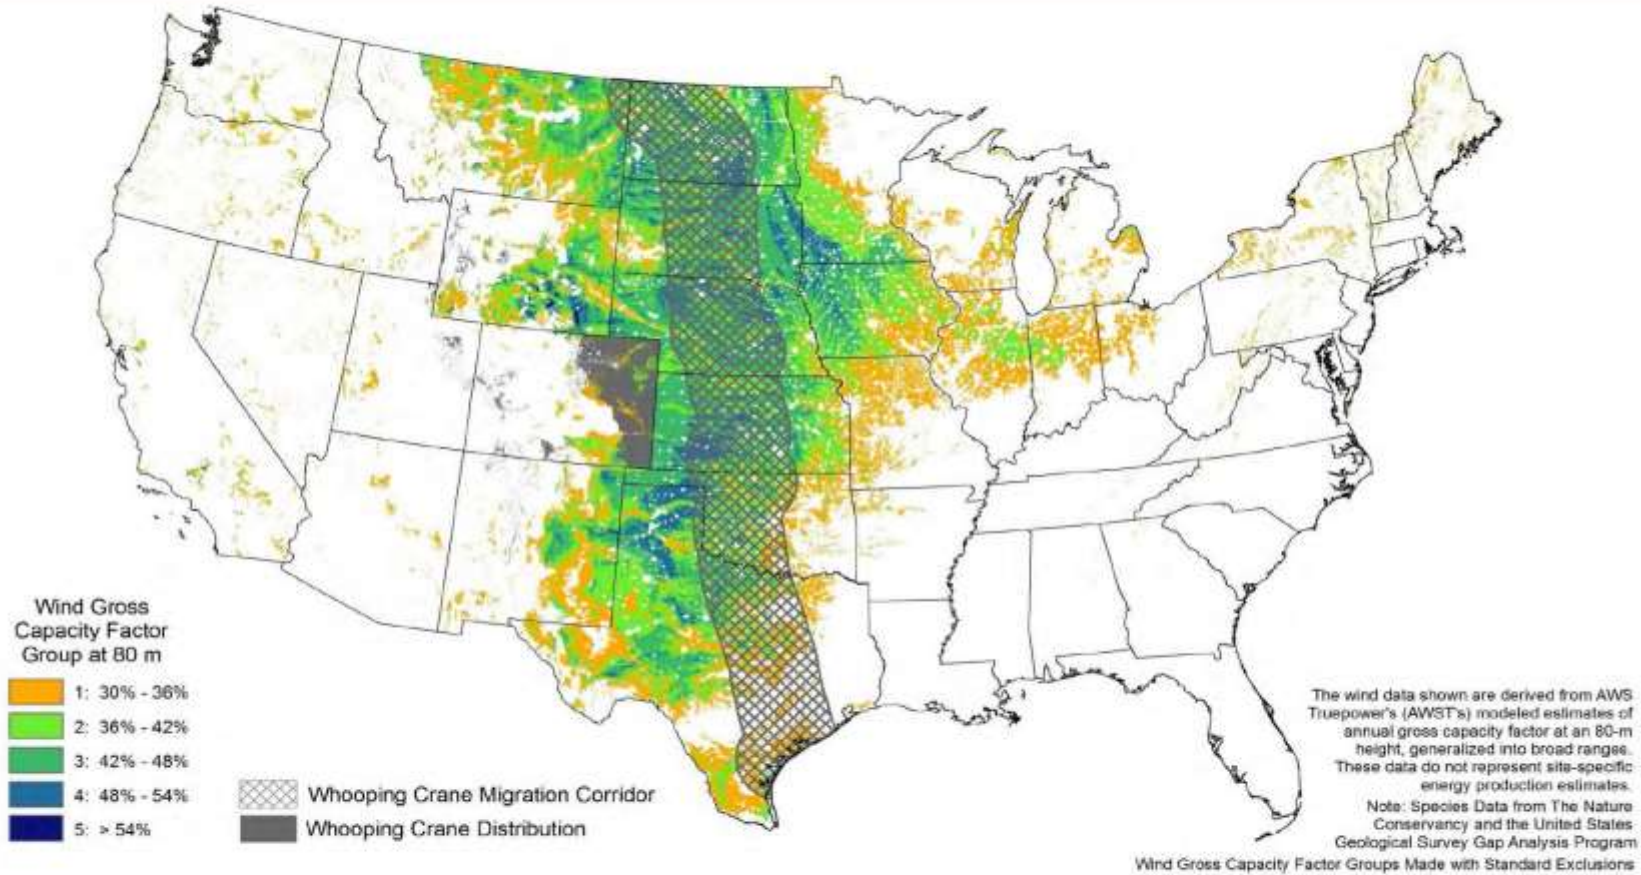 Wind Gross
Capacity Factor
Group at 80 m
1: 30% - 36%
2: 36% - 42%
3: 42% - 48%
4: 48% - 54%
5: > 54%
Whooping Crane Migration Corridor
Whooping Crane Distribution
The wind data shown are derived from AWS
Truepower's (AWST's) modeled estimates of
annual gross capacity factor at an 80-m
height, generalized into broad ranges.
These data do not represent site-specific
energy production estimates.
Note: Species Data from The Nature
Conservancy and the United States
Geological Survey Gap Analysis Program
Wind Gross Capacity Factor Groups Made with Standard Exclusions